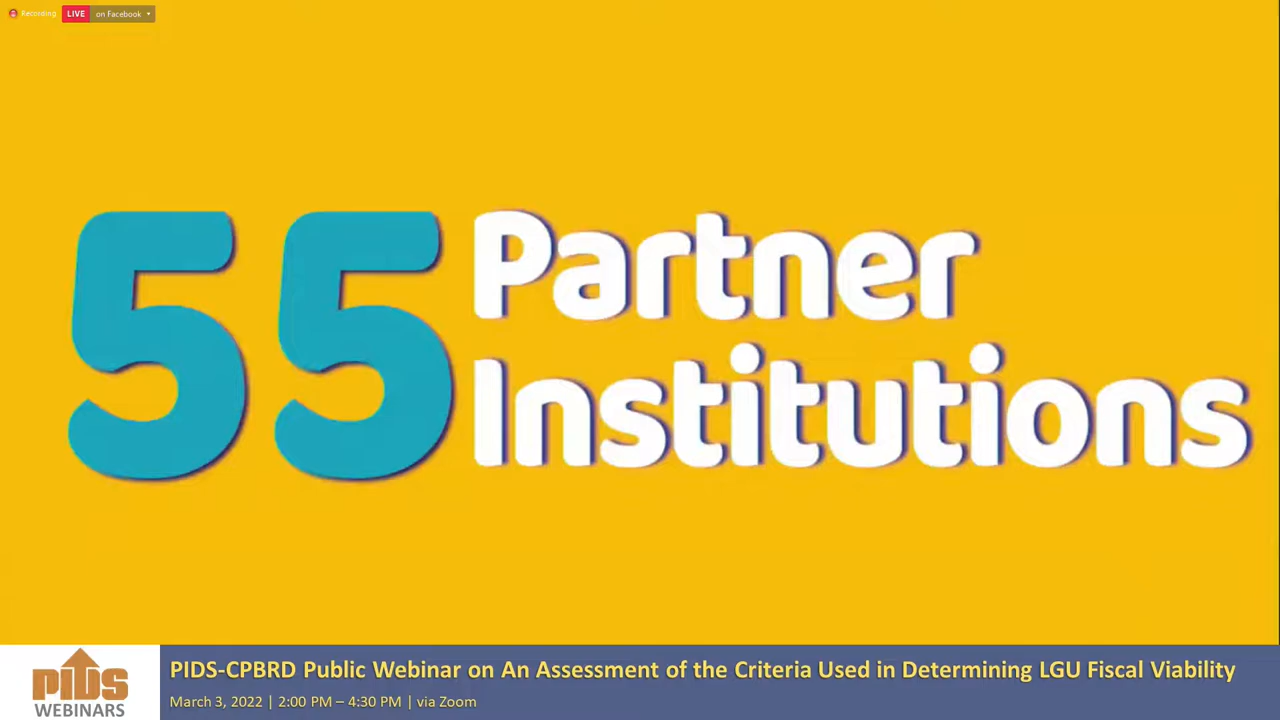 Recording LIVE on Facebook
55 Partner
Institutions
PIDS WEBINARS
PIDS-CPBRD Public Webinar on An Assessment of the Criteria Used in Determining LGU Fiscal Viability
March 3, 2022 | 2:00 PM – 4:30 PM | via Zoom